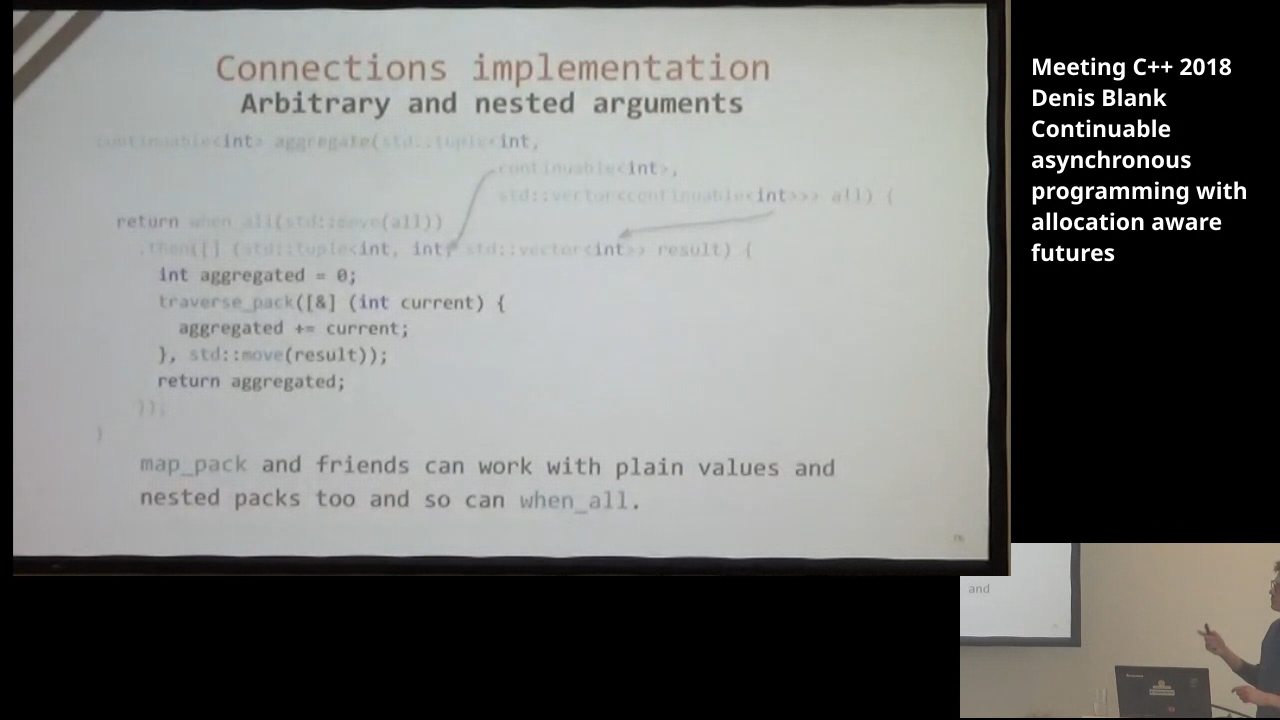 Connections implementation
Arbitrary and nested arguments
continuable<int> aggregate(std::tuple<int,
continuable<int>,
std::vector<continuable<int>>> all) {
return when_all(std::move(all))
.then([] (std::tuple<int, int, std::vector<int>> result) {
int aggregated = 0;
traverse_pack([&] (int current) {
aggregated += current;
}, std::move(result));
return aggregated;
});
}
map_pack and friends can work with plain values and
nested packs too and so can when_all.
Meeting C++ 2018
Denis Blank
Continuable
asynchronous
programming with
allocation aware
futures
and